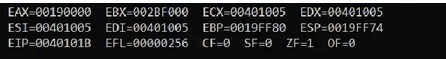 EAX=00190000 EBX=002BF000 ECX=00401005 EDX=00401005
ESI=00401005 EDI=00401005 EBP=0019FF80 ESP=0019FF74
EIP=0040101B EFL=00000256 CF=0 SF=0 ZF=1 OF=0